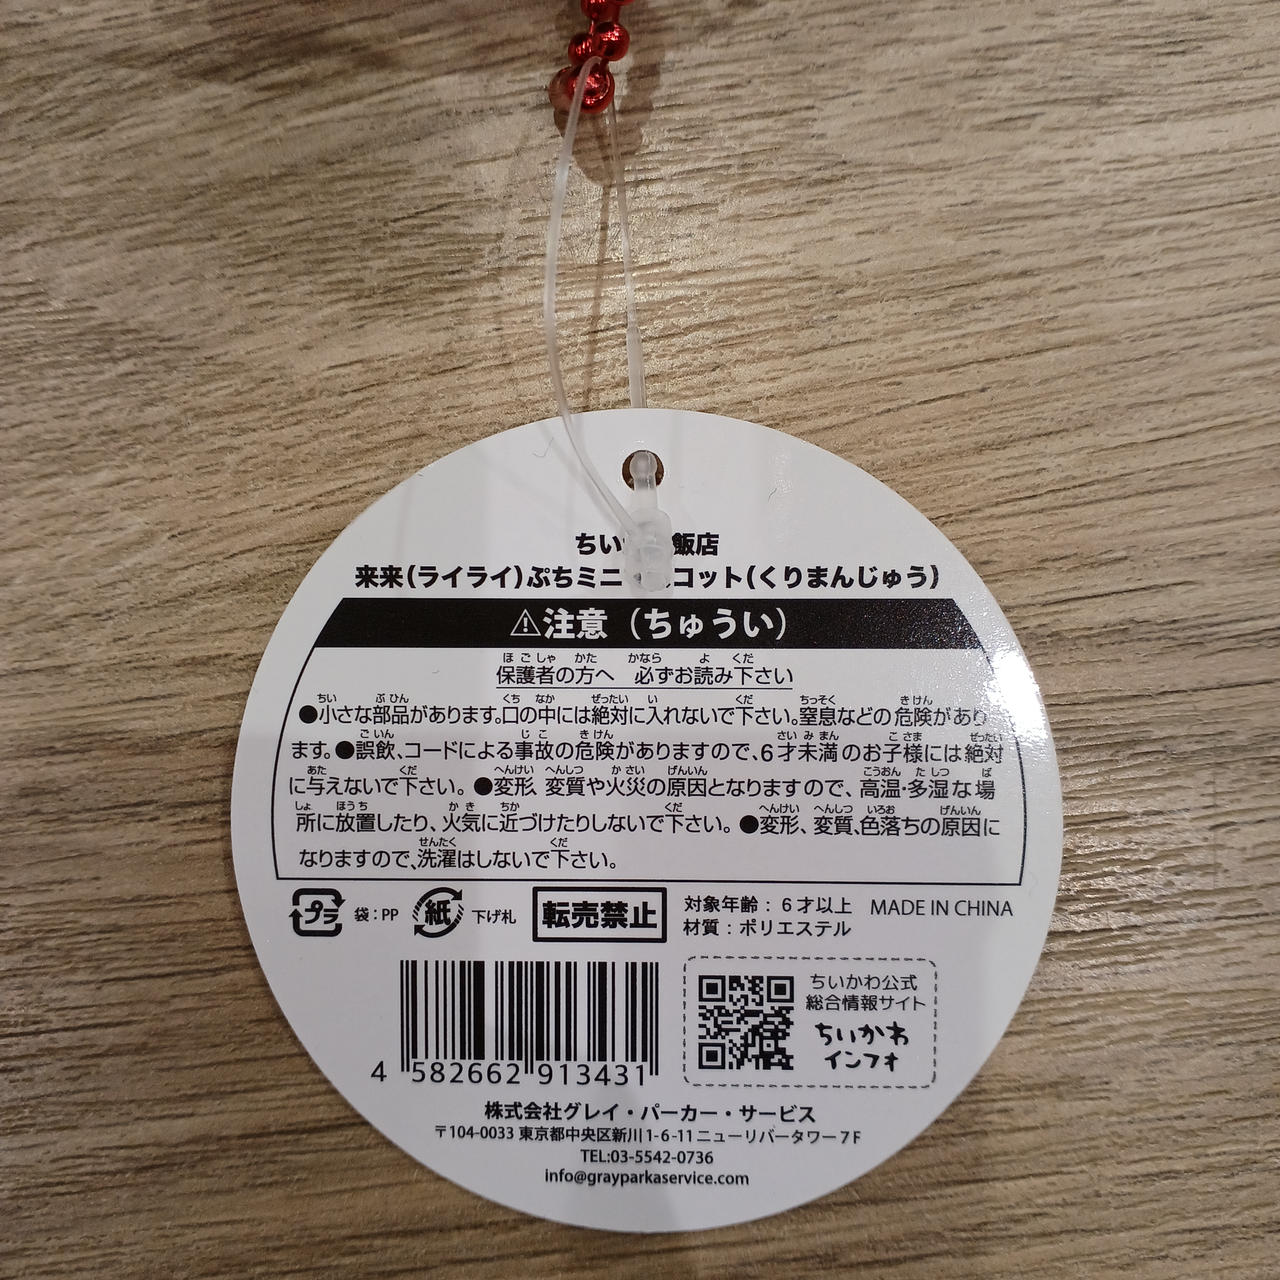 ちい 飯店
来来(ライライ)ぷちミニ コット(くりまんじゅう)
⚠注意(ちゅうい)
保護者の方へ 必ずお読み下さい
●小さな部品があります。口の中には絶対に入れないで下さい。窒息などの危険があり
ます。●誤飲、コードによる事故の危険がありますので、6才未満のお子様には絶対
に与えないで下さい。●変形、変質や火災の原因となりますので、高温・多湿な場
所に放置したり、火気に近づけたりしないで下さい。●変形、変質、色落ちの原因に
なりますので、洗濯はしないで下さい。
プラ 袋:PP 紙 下げ札 転売禁止 対象年齢:6才以上 MADE IN CHINA
材質:ポリエステル
4 582662 913431
ちいかわ公式
総合情報サイト
ちいかわ
インフォ
株式会社グレイ・パーカー・サービス
〒104-0033 東京都中央区新川1-6-11ニューリバータワー7F
TEL:03-5542-0736
info@grayparkaservice.com